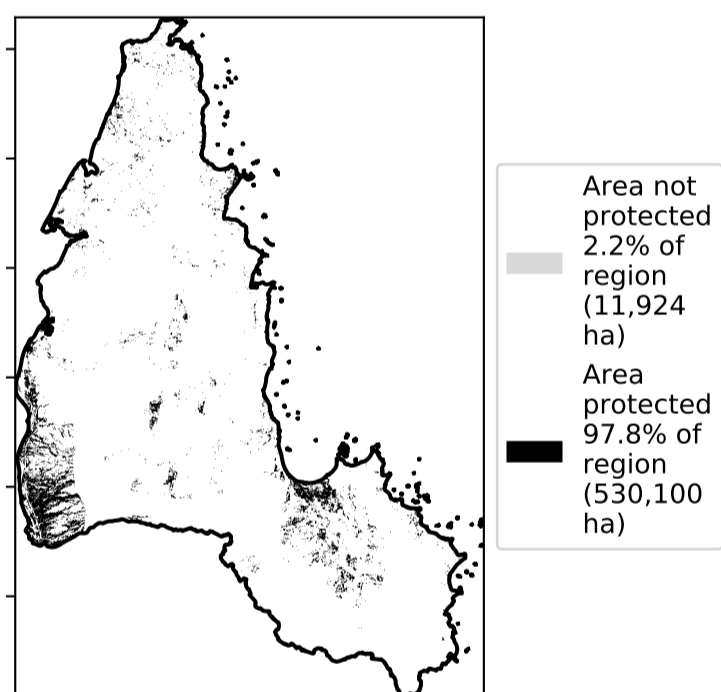 Area not
protected
2.2% of
region
(11,924
ha)
Area
protected
97.8% of
region
(530,100
ha)